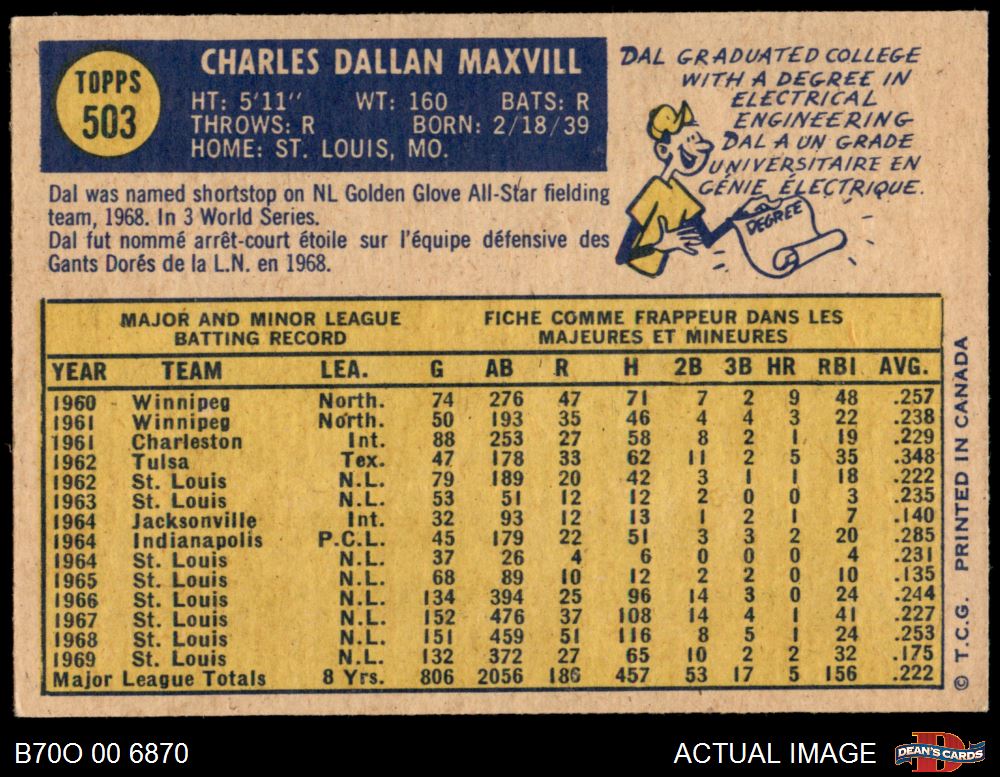 TOPPS
503
CHARLES DALLAN MAXVILL
HT: 5'11" WT: 160 BATS: R
THROWS: R BORN: 2/18/39
HOME: ST. LOUIS, MO.
Dal was named shortstop on NL Golden Glove All-Star fielding
team, 1968. In 3 World Series.
Dal fut nommé arrêt-court étoile sur l'équipe défensive des
Gants Dorés de la L.N. en 1968.
DAL GRADUATED COLLEGE
WITH A DEGREE IN
ELECTRICAL
ENGINEERING
DAL A UN GRADE
UNIVERSITAIRE EN
GÉNIE ÉLECTRIQUE.
DEGREE
MAJOR AND MINOR LEAGUE
BATTING RECORD
FICHE COMME FRAPPEUR DANS LES
MAJEURES ET MINEURES
YEAR TEAM LEA. G AB R H 2B 3B HR RBI AVG.
1960 Winnipeg North. 74 276 47 71 7 2 9 48 .257
1961 Winnipeg North. 50 193 35 46 4 4 3 22 .238
1961 Charleston Int. 88 253 27 58 8 2 1 19 .229
1962 Tulsa Tex. 47 178 33 62 11 2 5 35 .348
1962 St. Louis N.L. 79 189 20 42 3 1 1 18 .222
1963 St. Louis N.L. 53 51 12 12 2 0 0 3 .235
1964 Jacksonville Int. 32 93 12 13 1 2 1 7 .140
1964 Indianapolis P.C.L. 45 179 22 51 3 3 2 20 .285
1964 St. Louis N.L. 37 26 4 6 0 0 0 4 .231
1965 St. Louis N.L. 68 89 10 12 2 2 0 10 .135
1966 St. Louis N.L. 134 394 25 96 14 3 0 24 .244
1967 St. Louis N.L. 152 476 37 108 14 4 1 41 .227
1968 St. Louis N.L. 151 459 51 116 8 5 1 24 .253
1969 St. Louis N.L. 132 372 27 65 10 2 2 32 .175
Major League Totals 8 Yrs. 806 2056 186 457 53 17 5 156 .222
© T.C.G. PRINTED IN CANADA
B70O 00 6870
ACTUAL IMAGE
D
DEAN'S CARDS